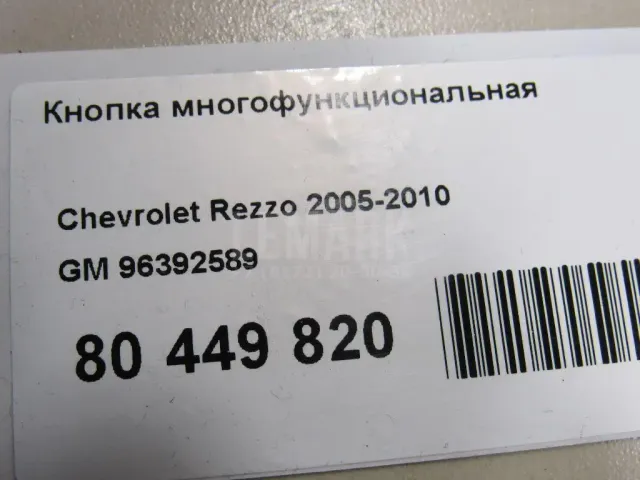 Кнопка многофункциональная
Chevrolet Rezzo 2005-2010
GM 96392589
80 449 820